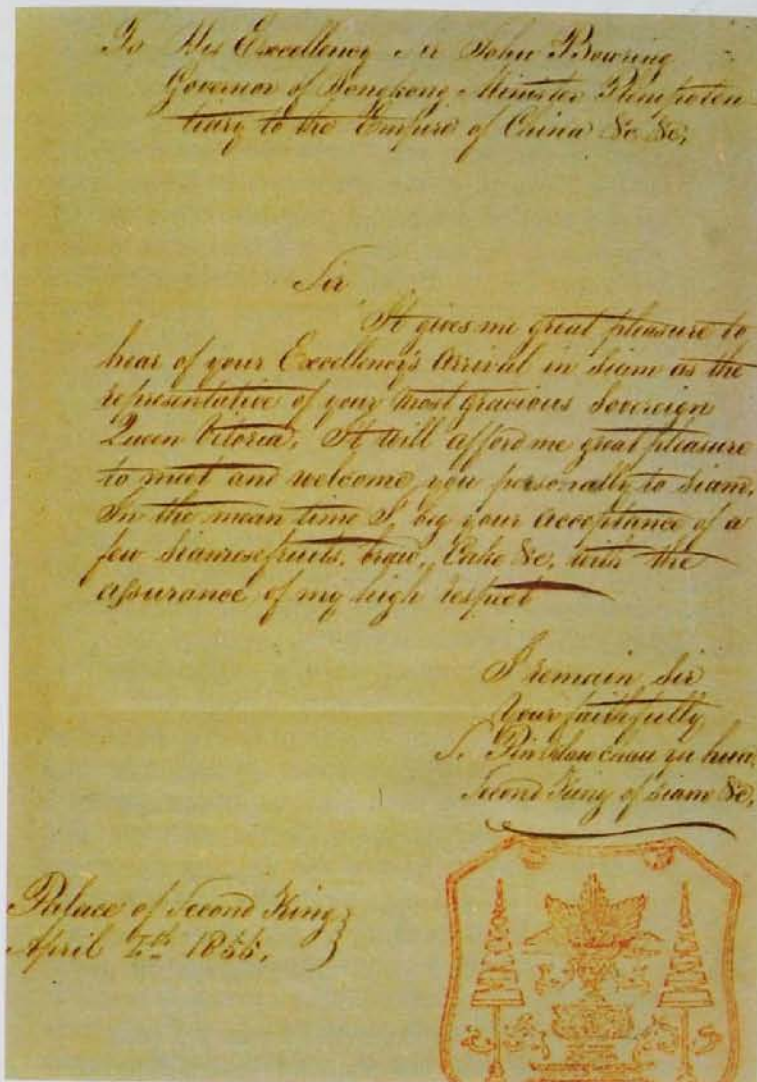 To His Excellency Sir John Bowring
Governor of Hongkong Minister Plenipoten-
tiary to the Empire of China &c &c,
Sir
It gives me great pleasure to
hear of your Excellency's Arrival in Siam as the
representative of your most gracious Sovereign
Queen Vitoria. It will afford me great pleasure
to meet and welcome you personally to Siam.
In the mean time I, beg your acceptance of a
few Siamese fruits, Cake &c, with the
assurance of my high respect
I remain Sir
Your faithfully
S. Pin
Second King of Siam &c,
Palace of Second King
April 1855.